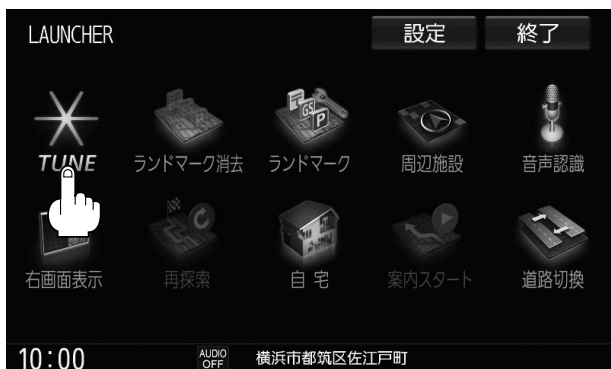 LAUNCHER 設定 終了
TUNE ランドマーク消去 ランドマーク 周辺施設 音声認識
GS
P
右画面表示 再探索 自宅 案内スタート 道路切換
10:00 AUDIO OFF 横浜市都筑区佐江戸町